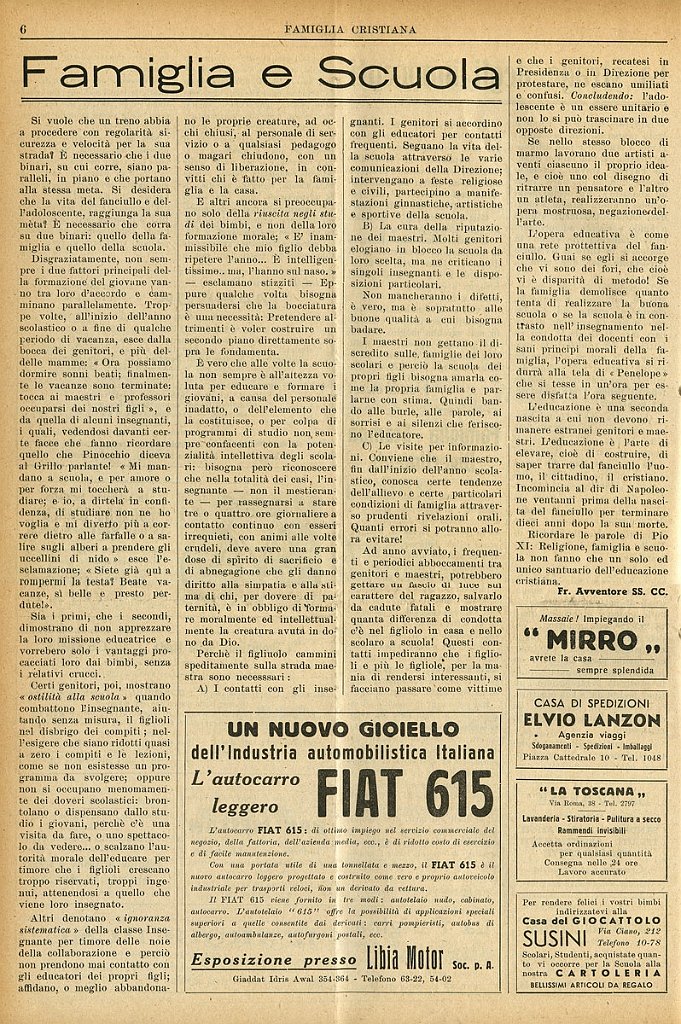 6
FAMIGLIA CRISTIANA
Famiglia e Scuola
Si vuole che un treno abbia
a procedere con regolarità si-
curezza e velocità per la sua
strada? È necessario che i due
binari, su cui corre, siano pa-
ralleli, in piano e che portano
alla stessa meta. Si desidera
che la vita del fanciullo e del-
l'adolescente, raggiunga la sua
mèta? È necessario che corra
su due binari: quello della fa-
miglia e quello della scuola.
Disgraziatamente, non sem-
pre i due fattori principali del-
la formazione del giovane van-
no tra loro d'accordo e cam-
minano parallelamente. Trop-
pe volte, all'inizio dell'anno
scolastico o a fine di qualche
periodo di vacanza, esce dalla
bocca dei genitori, e più del-
delle mamme: « Ora possiamo
dormire sonni beati; finalmen-
te le vacanze sono terminate:
tocca ai maestri e professori
occuparsi dei nostri figli », e
da quella di alcuni insegnanti,
i quali, vedendosi davanti cer-
te facce che fanno ricordare
quello che Pinocchio diceva
al Grillo parlante! « Mi man-
dano a scuola, e per amore o
per forza mi toccherà a stu-
diare; e io, a dirtela in confi-
denza, di studiare non ne ho
voglia e mi diverto più a cor-
rere dietro alle farfalle o a sa-
lire sugli alberi a prendere gli
uccellini di nido » esce l'e-
sclamazione; « Siete già qui a
rompermi la testa? Beate va-
canze, sì belle e presto per-
dute!».
Sia i primi, che i secondi,
dimostrano di non apprezzare
la loro missione educatrice e
vorrebero solo i vantaggi pro-
cacciati loro dai bimbi, senza
i relativi crucci.
Certi genitori, poi, mostrano
« ostilità alla scuola » quando
combattono l'insegnante, aiu-
tando senza misura, il figlioli
nel disbrigo dei compiti; nel-
l'esigere che siano ridotti quasi
a zero i compiti e le lezioni,
come se non esistesse un pro-
gramma da svolgere; oppure
non si occupano menomamen-
te dei doveri scolastici: bron-
tolano o dispensano dallo stu-
dio i giovani, perchè c'è una
visita da fare, o uno spettaco-
lo da vedere... o scalzano l'au-
torità morale dell'educare per
timore che i figlioli crescano
troppo riservati, troppi inge-
nui, attenendosi a quello che
viene loro insegnato.
Altri denotano « ignoranza
sistematica » della classe Inse-
gnante per timore delle noie
della collaborazione e perciò
non prendono mai contatto con
gli educatori dei propri figli;
affidano, o meglio abbandona-
no le proprie creature, ad oc-
chi chiusi, al personale di ser-
vizio o a qualsiasi pedagogo
o magari chiudono, con un
senso di liberazione, in con-
vitti chi è fatto per la fami-
glia e la casa.
E altri ancora si preoccupa-
no solo della riuscita negli stu-
di dei bimbi, e non della loro
formazione morale; « E' inam-
missibile che mio figlio debba
ripetere l'anno... È intelligen-
tissimo.. ma, l'hanno sul naso. »
— esclamano stizziti — Ep-
pure qualche volta bisogna
persuadersi che la bocciatura
è una necessità: Pretendere al-
trimenti è voler costruire un
secondo piano direttamente so-
pra le fondamenta.
È vero che alle volte la scuo-
la non sempre è all'altezza vo-
luta per educare e formare i
giovani, a causa del personale
inadatto, o dell'elemento che
la costituisce, o per colpa di
programmi di studio non sem-
pre confacenti con la poten-
zialità intellettiva degli scola-
ri: bisogna però riconoscere
che nella totalità dei casi, l'in-
segnante — non il mestieran-
te — per rassegnarsi a stare
tre o quattro ore giornaliere a
contatto continuo con esseri
irrequieti, con animi alle volte
crudeli, deve avere una gran
dose di spirito di sacrificio e
di abnegazione che gli danno
diritto alla simpatia e alla sti-
ma di chi, per dovere di pa-
ternità, è in obbligo di forma-
re moralmente ed intellettual-
mente la creatura avuta in do-
no da Dio.
Perchè il figliuolo cammini
speditamente sulla strada mae-
stra sono necessari:
A) I contatti con gli inse-
gnanti. I genitori si accordino
con gli educatori per contatti
frequenti. Seguano la vita del-
la scuola attraverso le varie
comunicazioni della Direzione;
intervengano a feste religiose
e civili, partecipino a manife-
stazioni ginnastiche, artistiche
e sportive della scuola.
B) La cura della riputazio-
ne dei maestri. Molti genitori
elogiano in blocco la scuola da
loro scelta, ma ne criticano i
singoli insegnanti e le dispo-
sizioni particolari.
Non mancheranno i difetti,
è vero, ma è sopratutto alle
buone qualità a cui bisogna
badare.
I maestri non gettano il di-
scredito sulle famiglie dei loro
scolari e perciò la scuola dei
propri figli bisogna amarla come
la propria famiglia e par-
larne con stima. Quindi ban-
do alle burle, alle parole, ai
sorrisi e ai silenzi che ferisco-
no l'educatore.
C) Le visite per informazio-
ni. Conviene che il maestro,
fin dall'inizio dell'anno scola-
stico, conosca certe tendenze
dell'allievo e certe particolari
condizioni di famiglia attraver-
so prudenti rivelazioni orali.
Quanti errori si potranno allo-
ra evitare!
Ad anno avviato, i frequen-
ti e periodici abboccamenti tra
genitori e maestri, potrebbero
gettare un fascio di luce sul
carattere del ragazzo, salvarlo
da cadute fatali e mostrare
quanta differenza di condotta
c'è nel figliolo in casa e nello
scolaro a scuola! Questi con-
tatti impediranno che i figlio-
li e più le figliole, per la ma-
nia di rendersi interessanti, si
facciano passare come vittime
e che i genitori, recatesi in
Presidenza o in Direzione per
protestare, ne escano umiliati
e confusi. Concludendo: l'ado-
lescente è un essere unitario e
non lo si può trascinare in due
opposte direzioni.
Se nello stesso blocco di
marmo lavorano due artisti a-
venti ciascuno il proprio idea-
le, e cioè uno col disegno di
ritrarre un pensatore e l'altro
un atleta, realizzeranno un'o-
pera mostruosa, negazione del-
l'arte.
L'opera educativa è come
una rete prottettiva del fan-
ciullo. Guai se egli si accorge
che vi sono dei fori, che cioè
vi è disparità di metodo! Se
la famiglia demolisce quanto
tenta di realizzare la buona
scuola o se la scuola è in con-
trasto nell'insegnamento nel-
la condotta dei docenti con i
sani principi morali della fa-
miglia, l'opera educativa si ri-
durrà alla tela di « Penelope »
che si tesse in un'ora per es-
sere disfatta l'ora seguente.
L'educazione è una seconda
nascita a cui non devono ri-
manere estranei genitori e mae-
stri. L'educazione è l'arte di
elevare, cioè di costruire, di
saper trarre dal fanciullo l'uo-
mo, il cittadino, il cristiano.
Incomincia al dir di Napoleo-
ne ventanni prima della nasci-
ta del fanciullo per terminare
dieci anni dopo la sua morte.
Ricordare le parole di Pio
XI: Religione, famiglia e scuo-
la non fanno che un solo ed
unico santuario dell'educazione
cristiana.
Fr. Avventore SS. CC.
UN NUOVO GIOIELLO
dell'Industria automobilistica Italiana
L'autocarro
leggero
FIAT 615
L'autocarro FIAT 615: di ottimo impiego nel servizio commerciale del
negozio, della fattoria, dell'azienda media, ecc., è di ridotto costo di esercizio
e di facile manutenzione.
Con una portata utile di una tonnellata e mezzo, il FIAT 615 è il
nuovo autocarro leggero progettato e costruito come vero e proprio autoveicolo
industriale per trasporti veloci, non un derivato da vettura.
Il FIAT 615 viene fornito in tre modi: autotelaio nudo, cabinato,
autocarro. L'autotelaio “615” offre la possibilità di applicazioni speciali
superiori a quelle consentite dai derivati: carri pompieristi, autobus di
albergo, autoambulanze, autofurgoni postali, ecc.
Esposizione presso Libia Motor Soc. p. A.
Giaddat Idris Awal 354-364 - Telefono 63-22, 54-02
Massaie! Impiegando il
“ MIRRO „
avrete la casa
sempre splendida
CASA DI SPEDIZIONI
ELVIO LANZON
Agenzia viaggi
Sdoganamenti - Spedizioni - Imballaggi
Piazza Cattedrale 10 - Tel. 1048
“ LA TOSCANA „
Via Roma, 38 - Tel. 2797
Lavanderia - Stiratoria - Pulitura a secco
Rammendi invisibili
Accetta ordinazioni
per qualsiasi quantità
Consegna nelle 24 ore
Lavoro accurato
Per rendere felici i vostri bimbi
indirizzatevi alla
Casa del GIOCATTOLO
SUSINI
Via Ciano, 212
Telefono 10-78
Scolari, Studenti, acquistate quan-
to vi occorre per la Scuola alla
nostra CARTOLERIA
BELLISSIMI ARTICOLI DA REGALO